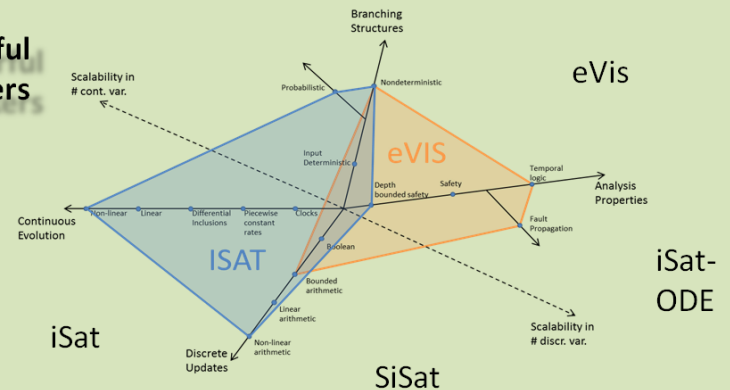 Branching
Structures
ful
ers
Scalability in
# cont. var.
eVis
Probabilistic
Nondeterministic
Input
Deterministic
eVIS
Temporal
logic
Depth
bounded safety
Safety
Analysis
Properties
Non-linear
Linear
Differential
Inclusions
Piecewise
constant
rates
Clocks
Continuous
Evolution
Fault
Propagation
Boolean
ISAT
iSat-
ODE
Bounded
arithmetic
Linear
arithmetic
Scalability in
# discr. var.
iSat
Non-linear
arithmetic
Discrete
Updates
SiSat